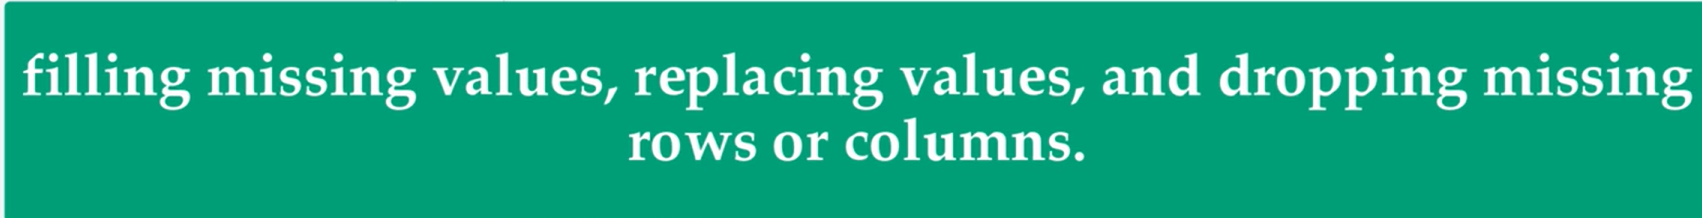 filling missing values, replacing values, and dropping missing
rows or columns.